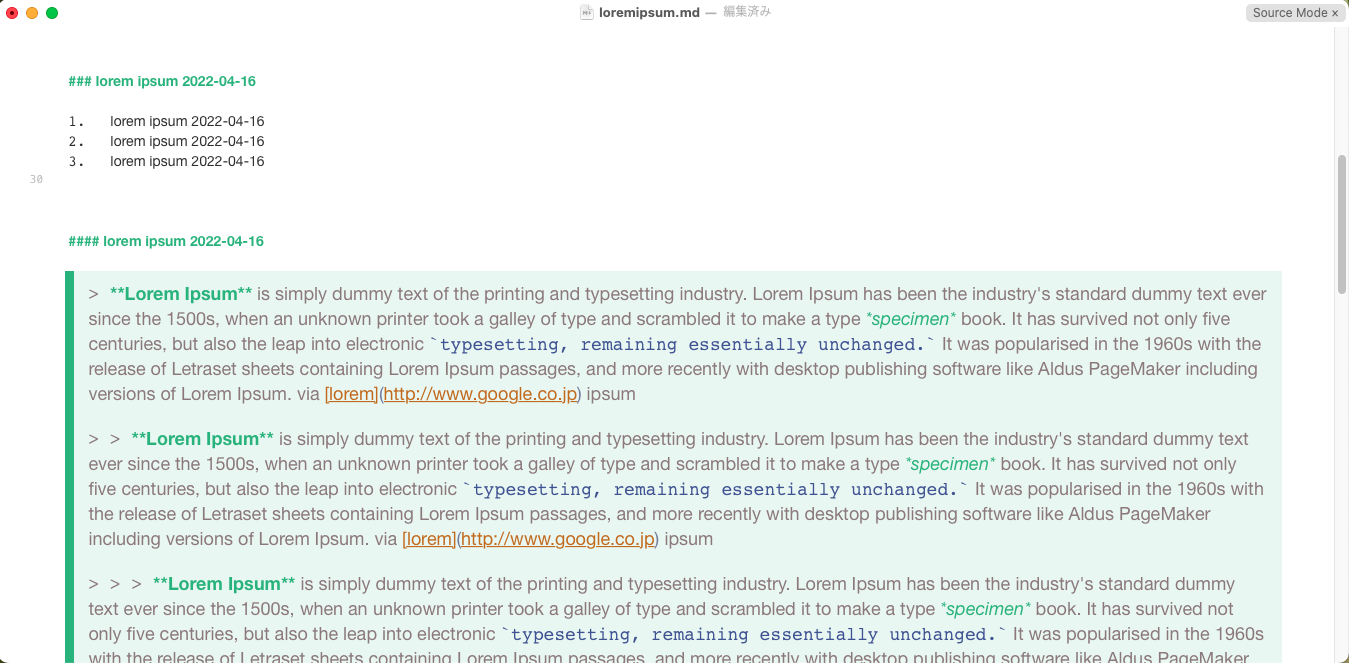 loremipsum.md — 編集済み
Source Mode ×
### lorem ipsum 2022-04-16
1. lorem ipsum 2022-04-16
2. lorem ipsum 2022-04-16
3. lorem ipsum 2022-04-16
30
#### lorem ipsum 2022-04-16
> **Lorem Ipsum** is simply dummy text of the printing and typesetting industry. Lorem Ipsum has been the industry's standard dummy text ever
since the 1500s, when an unknown printer took a galley of type and scrambled it to make a type *specimen* book. It has survived not only five
centuries, but also the leap into electronic `typesetting, remaining essentially unchanged.` It was popularised in the 1960s with the
release of Letraset sheets containing Lorem Ipsum passages, and more recently with desktop publishing software like Aldus PageMaker including
versions of Lorem Ipsum. via [lorem](http://www.google.co.jp) ipsum
> > **Lorem Ipsum** is simply dummy text of the printing and typesetting industry. Lorem Ipsum has been the industry's standard dummy text
ever since the 1500s, when an unknown printer took a galley of type and scrambled it to make a type *specimen* book. It has survived not only
five centuries, but also the leap into electronic `typesetting, remaining essentially unchanged.` It was popularised in the 1960s with
the release of Letraset sheets containing Lorem Ipsum passages, and more recently with desktop publishing software like Aldus PageMaker
including versions of Lorem Ipsum. via [lorem](http://www.google.co.jp) ipsum
> > > **Lorem Ipsum** is simply dummy text of the printing and typesetting industry. Lorem Ipsum has been the industry's standard dummy
text ever since the 1500s, when an unknown printer took a galley of type and scrambled it to make a type *specimen* book. It has survived not
only five centuries, but also the leap into electronic `typesetting, remaining essentially unchanged.` It was popularised in the 1960s
with the release of Letraset sheets containing Lorem Ipsum passages, and more recently with desktop publishing software like Aldus PageMaker